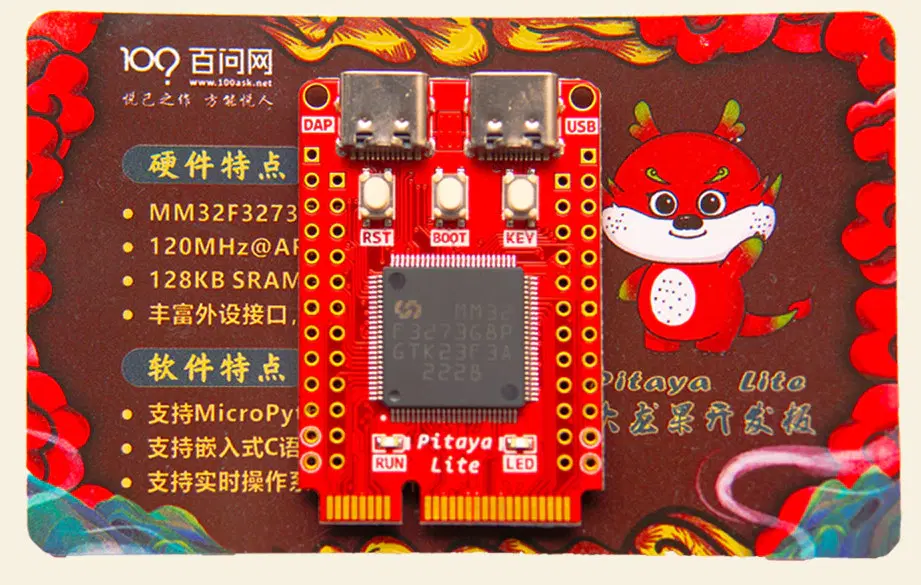 百问网
www.100ask.net
悦己之作 方能悦人
硬件特点
• MM32F3273
• 120MHz@AF
• 128KB SRAM
• 丰富外设接口，
软件特点
• 支持MicroPyt
• 支持嵌入式C语
• 支持实时操作系
DAP
USB
RST
BOOT
KEY
MM32
F3273G8P
GTK23F3A
2228
RUN
Pitaya
Lite
LED
Pitaya Lite
火龙果开发板